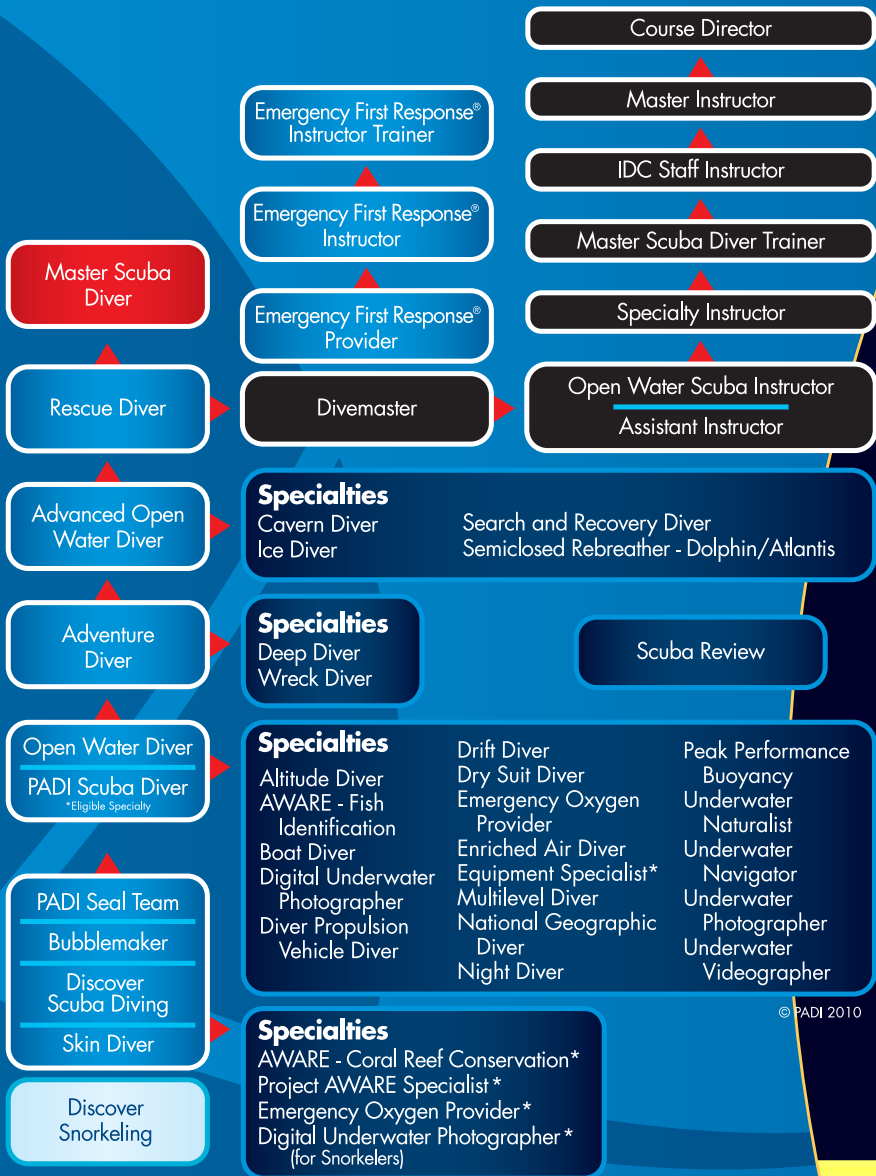 Course Director
Master Instructor
IDC Staff Instructor
Master Scuba Diver Trainer
Specialty Instructor
Open Water Scuba Instructor
Assistant Instructor
Emergency First Response®
Instructor Trainer
Emergency First Response®
Instructor
Emergency First Response®
Provider
Divemaster
Master Scuba
Diver
Rescue Diver
Advanced Open
Water Diver
Specialties
Cavern Diver
Ice Diver
Search and Recovery Diver
Semiclosed Rebreather - Dolphin/Atlantis
Adventure
Diver
Specialties
Deep Diver
Wreck Diver
Scuba Review
Open Water Diver
PADI Scuba Diver
*Eligible Specialty
Specialties
Altitude Diver
AWARE - Fish
Identification
Boat Diver
Digital Underwater
Photographer
Diver Propulsion
Vehicle Diver
Drift Diver
Dry Suit Diver
Emergency Oxygen
Provider
Enriched Air Diver
Equipment Specialist*
Multilevel Diver
National Geographic
Diver
Night Diver
Peak Performance
Buoyancy
Underwater
Naturalist
Underwater
Navigator
Underwater
Photographer
Underwater
Videographer
© PADI 2010
PADI Seal Team
Bubblemaker
Discover
Scuba Diving
Skin Diver
Specialties
AWARE - Coral Reef Conservation*
Project AWARE Specialist*
Emergency Oxygen Provider*
Digital Underwater Photographer*
(for Snorkelers)
Discover
Snorkeling